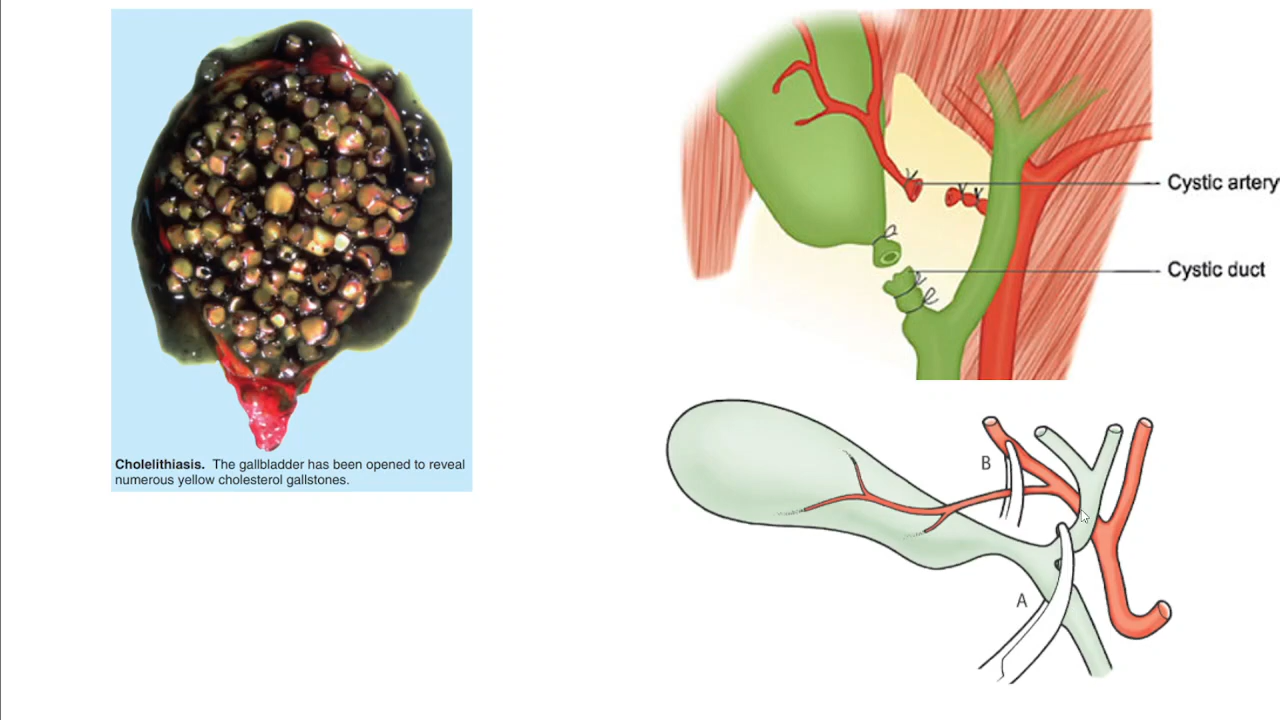 Cholelithiasis. The gallbladder has been opened to reveal
numerous yellow cholesterol gallstones.
Cystic artery
Cystic duct
B
A